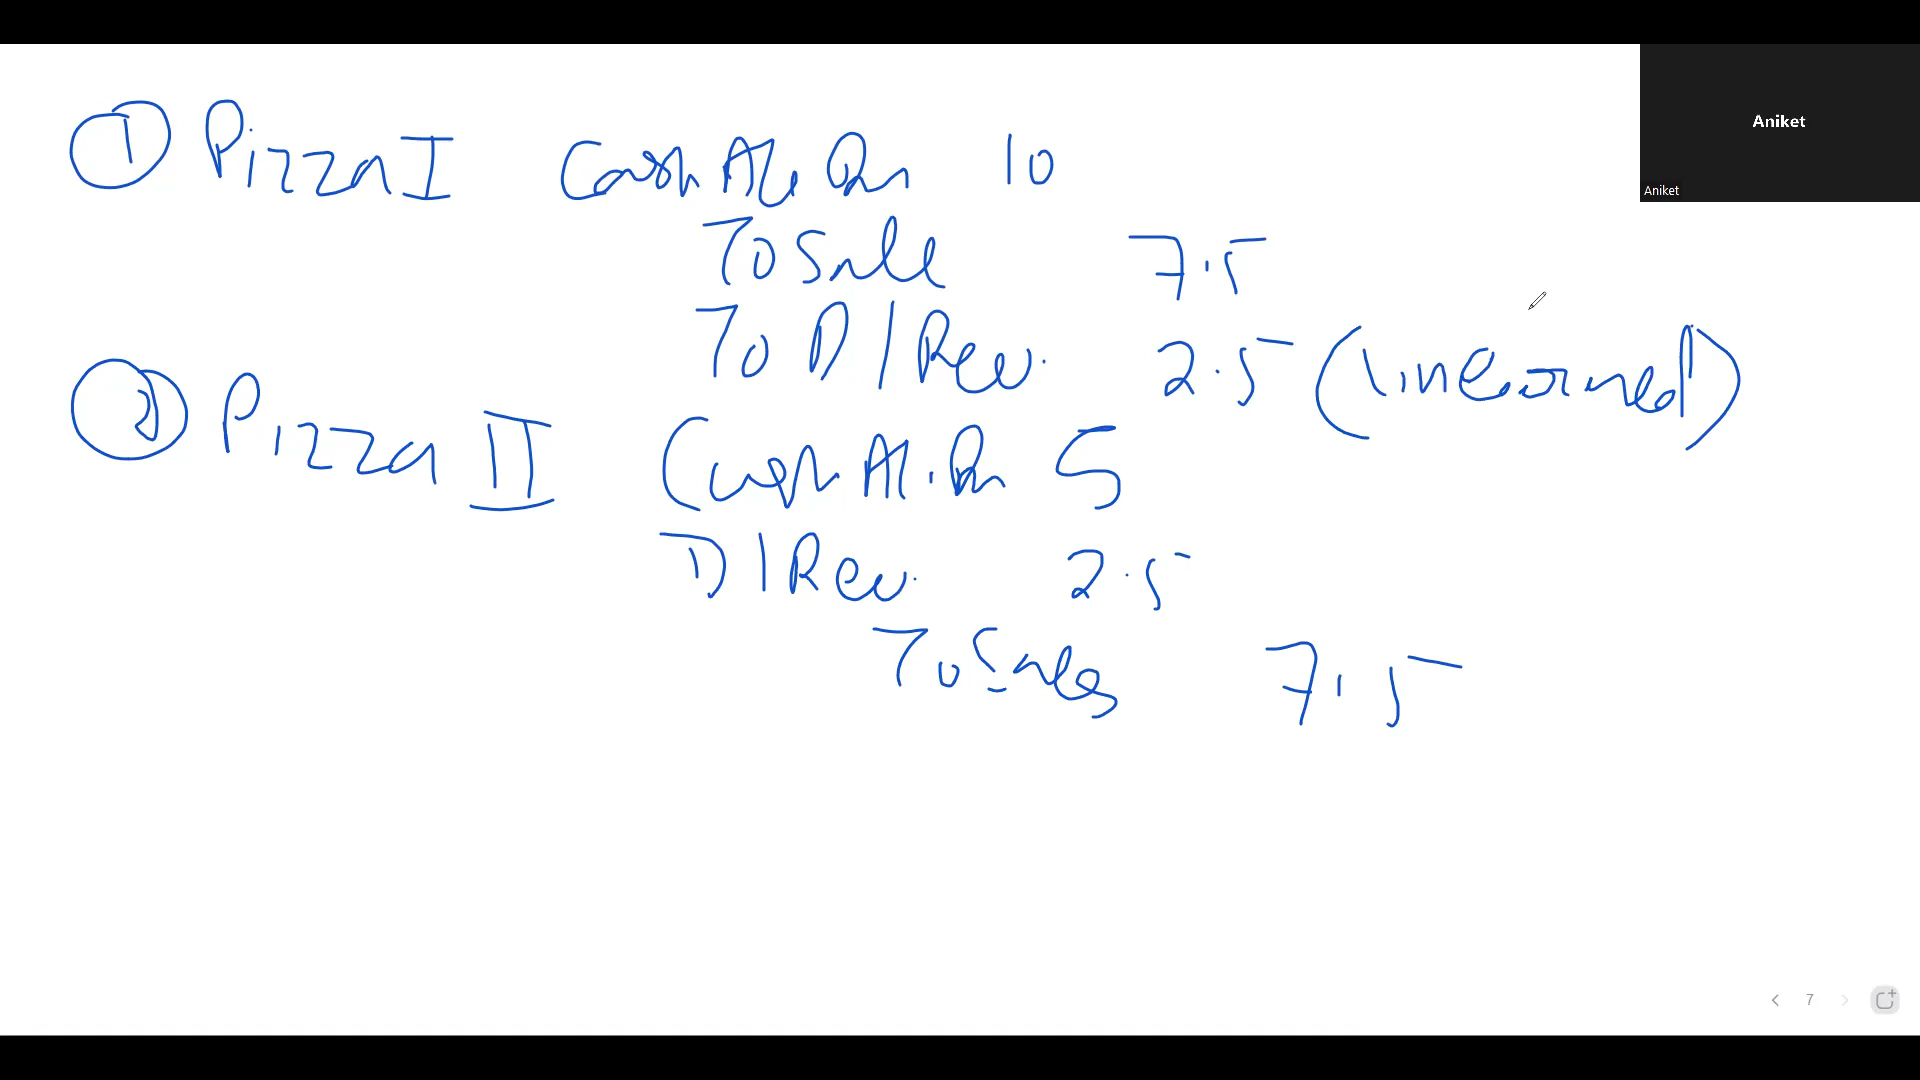 Aniket
Aniket
① Pizza I Cash A/c Dr 10
To Sale 7.5
To D/Rev. 2.5 (Unearned)
② Pizza II Cash A/c. Dr 5
D/Rev. 2.5
To Sales 7.5
7